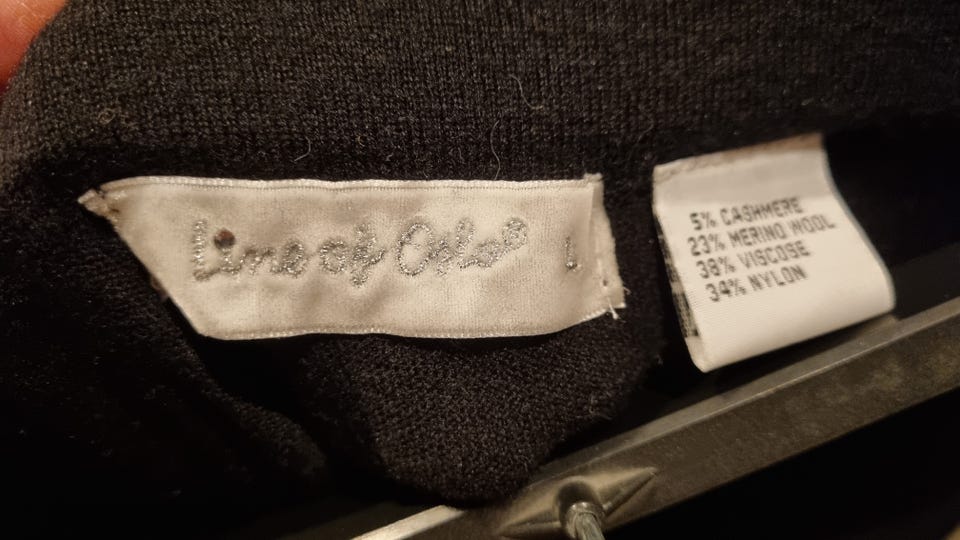 Line of Oslo®
L
5% CASHMERE
23% MERINO WOOL
38% VISCOSE
34% NYLON